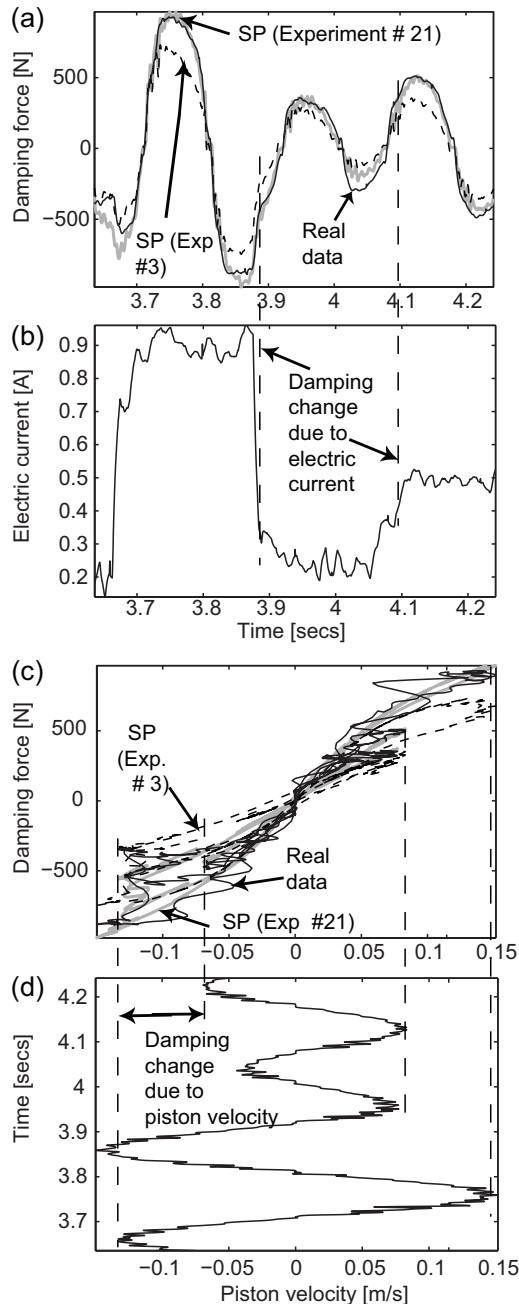 (a)
SP (Experiment # 21)
Damping force [N]
500
0
−500
SP (Exp
#3)
Real
data
3.7
3.8
3.9
4
4.1
4.2
(b)
Electric current [A]
0.9
0.8
0.7
0.6
0.5
0.4
0.3
0.2
Damping
change
due to
electric
current
3.7
3.8
3.9
4
4.1
4.2
Time [secs]
(c)
Damping force [N]
500
0
−500
SP
(Exp.
# 3)
Real
data
SP (Exp #21)
−0.1
−0.05
0
0.05
0.1
0.15
(d)
Time [secs]
4.2
4.1
4
3.9
3.8
3.7
Damping
change
due to
piston velocity
−0.1
−0.05
0
0.05
0.1
0.15
Piston velocity [m/s]